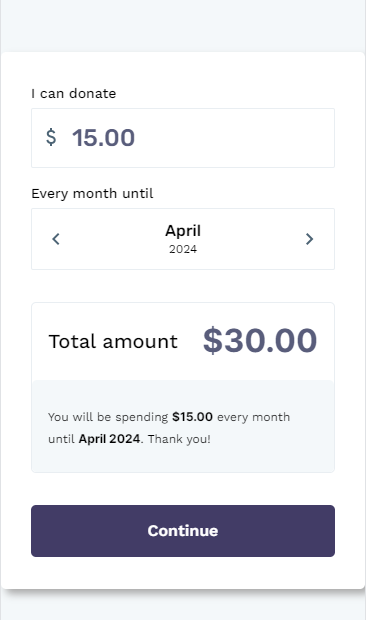 I can donate
$ 15.00
Every month until
April
2024
Total amount $30.00
You will be spending $15.00 every month
until April 2024. Thank you!
Continue